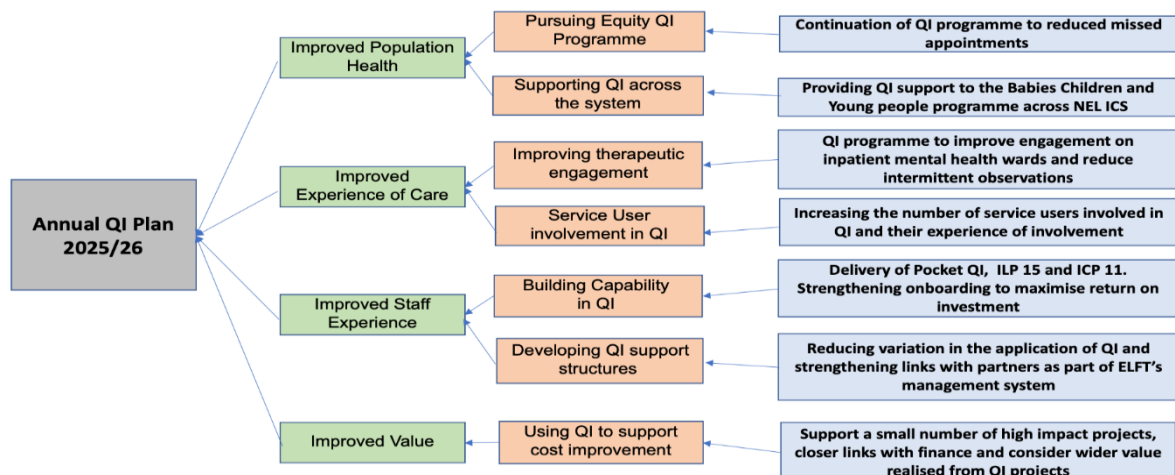 Annual QI Plan
2025/26
Improved Population
Health
Pursuing Equity QI
Programme
Continuation of QI programme to reduced missed
appointments
Supporting QI across
the system
Providing QI support to the Babies Children and
Young people programme across NEL ICS
Improved
Experience of Care
Improving therapeutic
engagement
QI programme to improve engagement on
inpatient mental health wards and reduce
intermittent observations
Service User
involvement in QI
Increasing the number of service users involved in
QI and their experience of involvement
Improved Staff
Experience
Building Capability
in QI
Delivery of Pocket QI, ILP 15 and ICP 11.
Strengthening onboarding to maximise return on
investment
Developing QI support
structures
Reducing variation in the application of QI and
strengthening links with partners as part of ELFT's
management system
Improved Value
Using QI to support
cost improvement
Support a small number of high impact projects,
closer links with finance and consider wider value
realised from QI projects